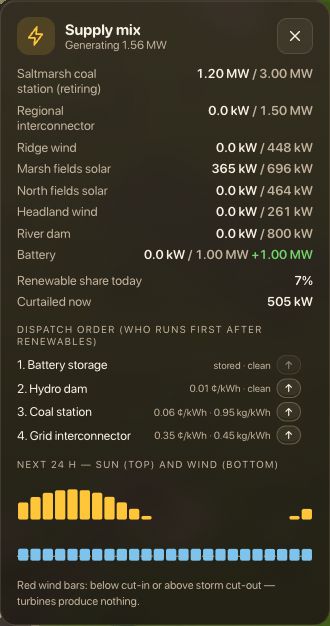 Supply mix
Generating 1.56 MW
Saltmarsh coal station (retiring) 1.20 MW / 3.00 MW
Regional interconnector 0.0 kW / 1.50 MW
Ridge wind 0.0 kW / 448 kW
Marsh fields solar 365 kW / 696 kW
North fields solar 0.0 kW / 464 kW
Headland wind 0.0 kW / 261 kW
River dam 0.0 kW / 800 kW
Battery 0.0 kW / 1.00 MW +1.00 MW
Renewable share today 7%
Curtailed now 505 kW
DISPATCH ORDER (WHO RUNS FIRST AFTER
RENEWABLES)
1. Battery storage stored · clean ↑
2. Hydro dam 0.01 ¢/kWh · clean ↑
3. Coal station 0.06 ¢/kWh · 0.95 kg/kWh ↑
4. Grid interconnector 0.35 ¢/kWh · 0.45 kg/kWh ↑
NEXT 24 H — SUN (TOP) AND WIND (BOTTOM)
Red wind bars: below cut-in or above storm cut-out —
turbines produce nothing.